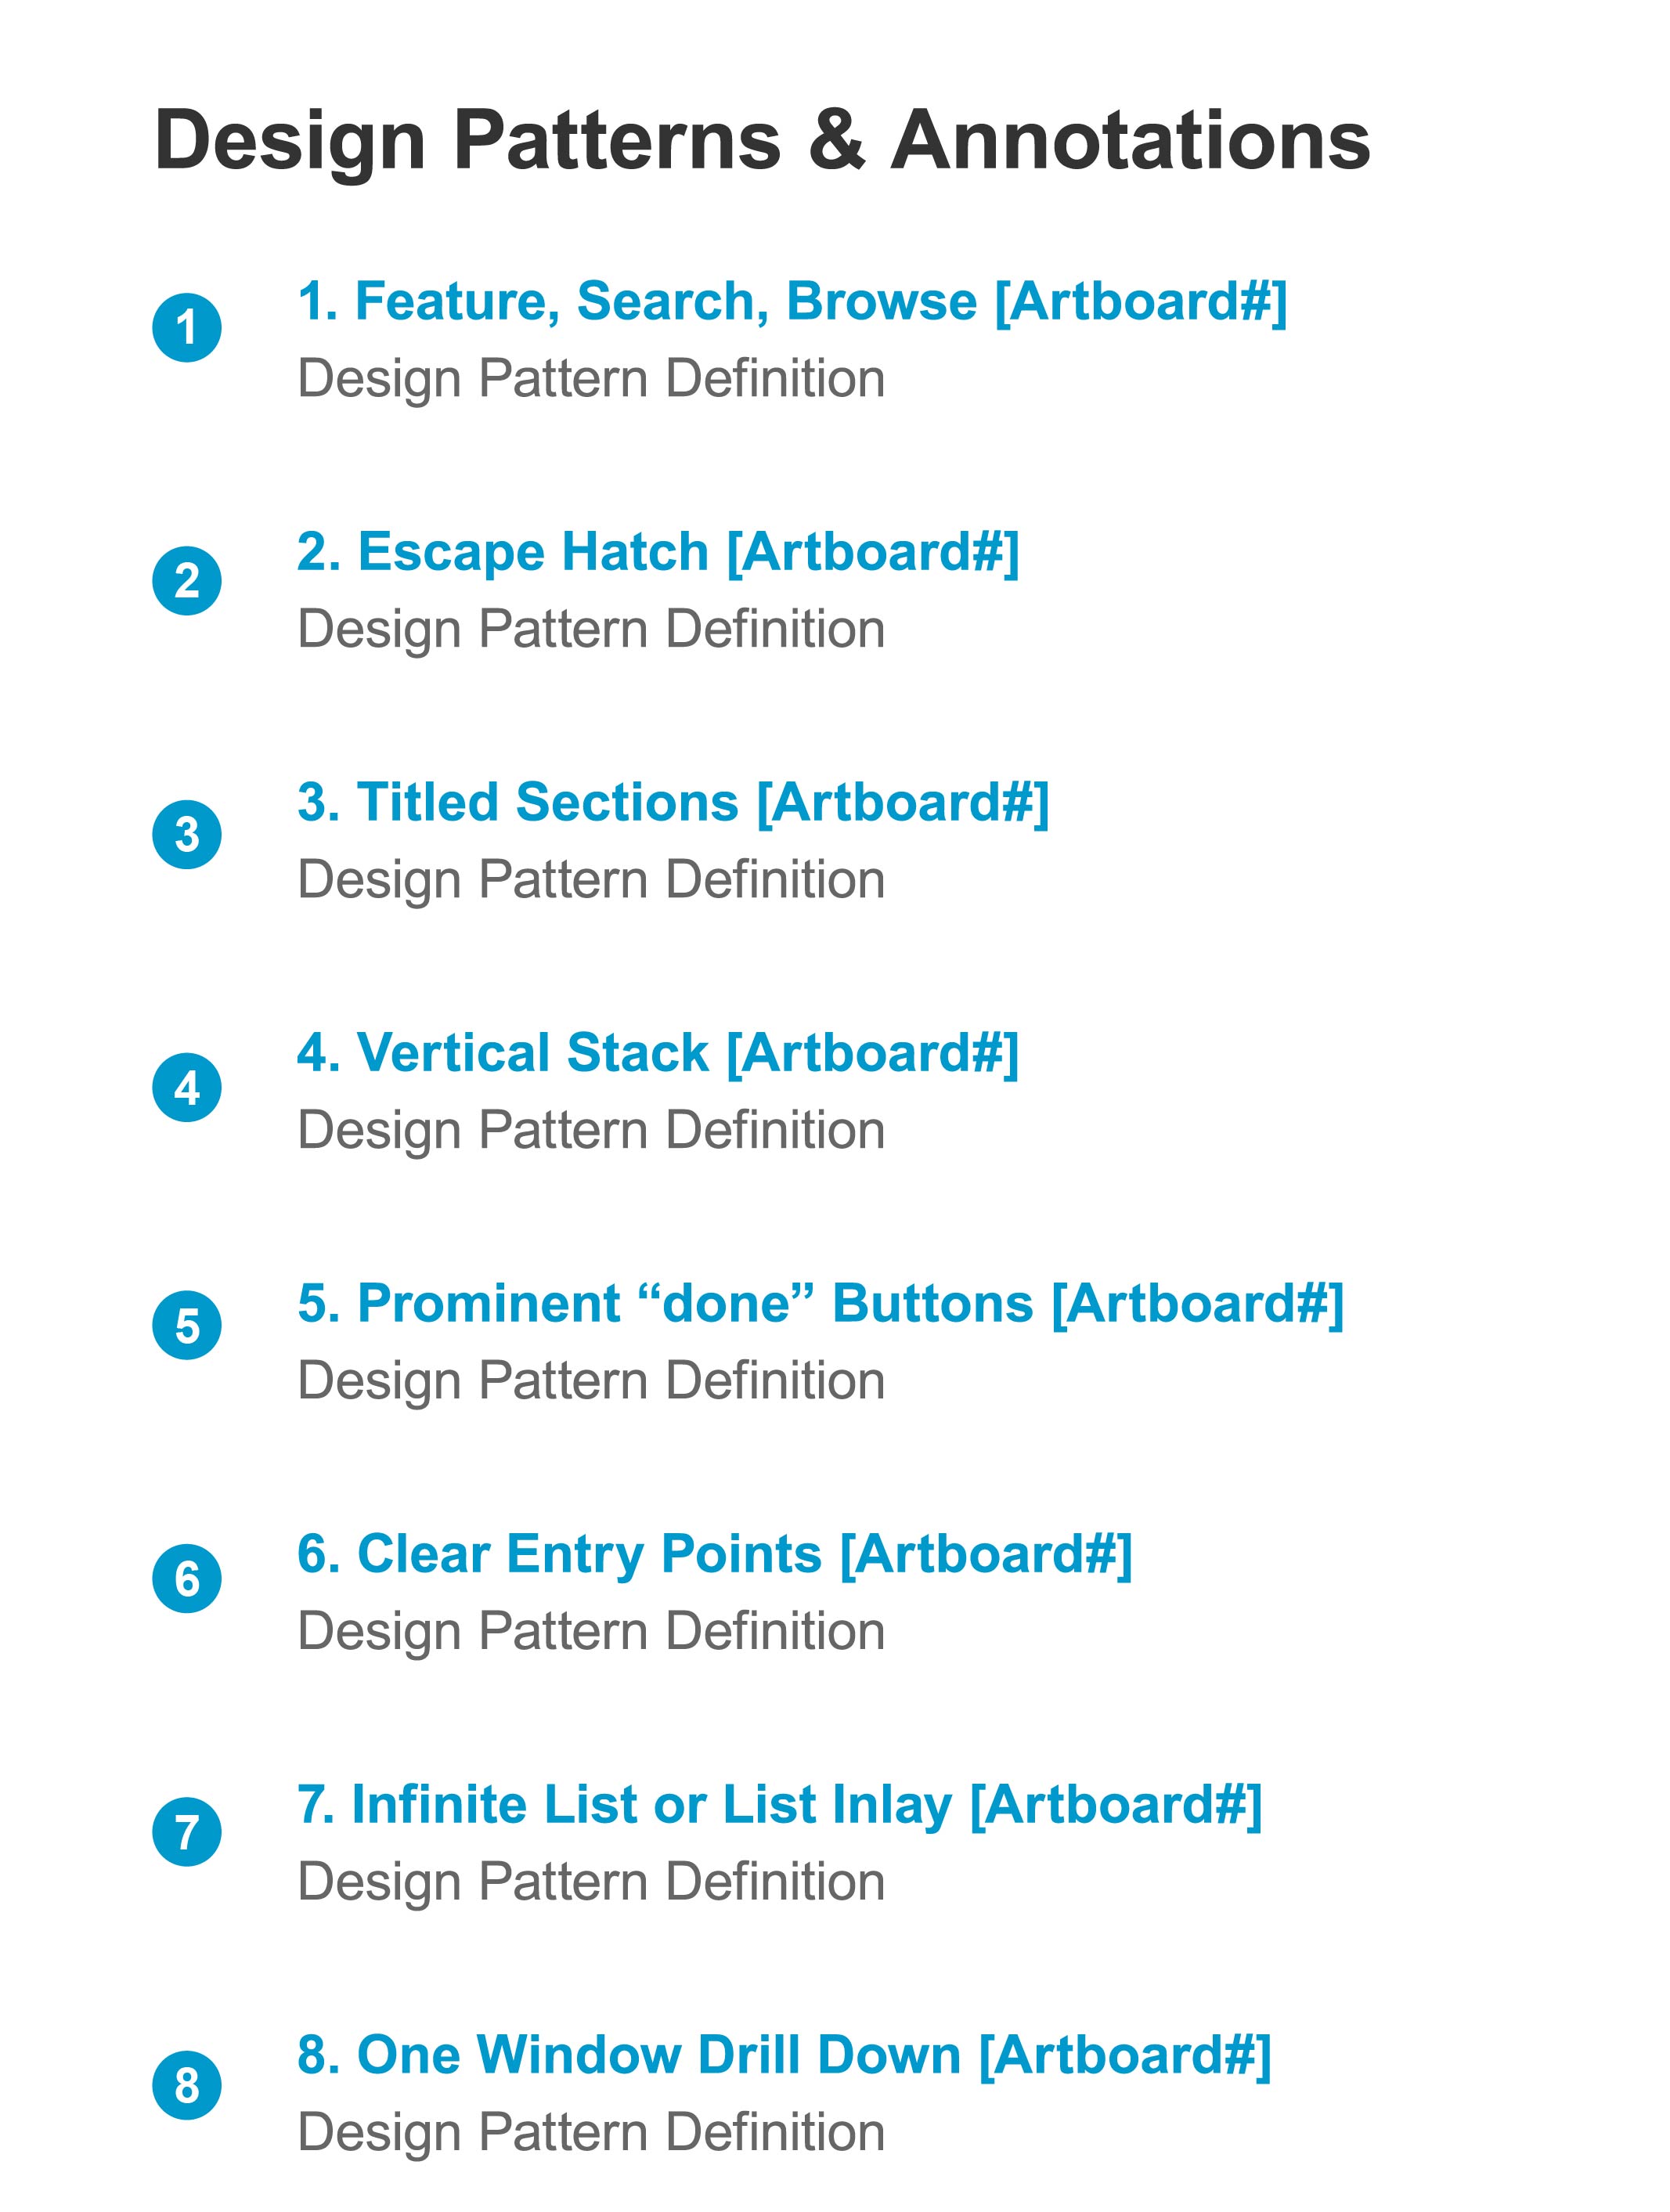 Design Patterns & Annotations
1
1. Feature, Search, Browse [Artboard#]
Design Pattern Definition
2
2. Escape Hatch [Artboard#]
Design Pattern Definition
3
3. Titled Sections [Artboard#]
Design Pattern Definition
4
4. Vertical Stack [Artboard#]
Design Pattern Definition
5
5. Prominent “done” Buttons [Artboard#]
Design Pattern Definition
6
6. Clear Entry Points [Artboard#]
Design Pattern Definition
7
7. Infinite List or List Inlay [Artboard#]
Design Pattern Definition
8
8. One Window Drill Down [Artboard#]
Design Pattern Definition